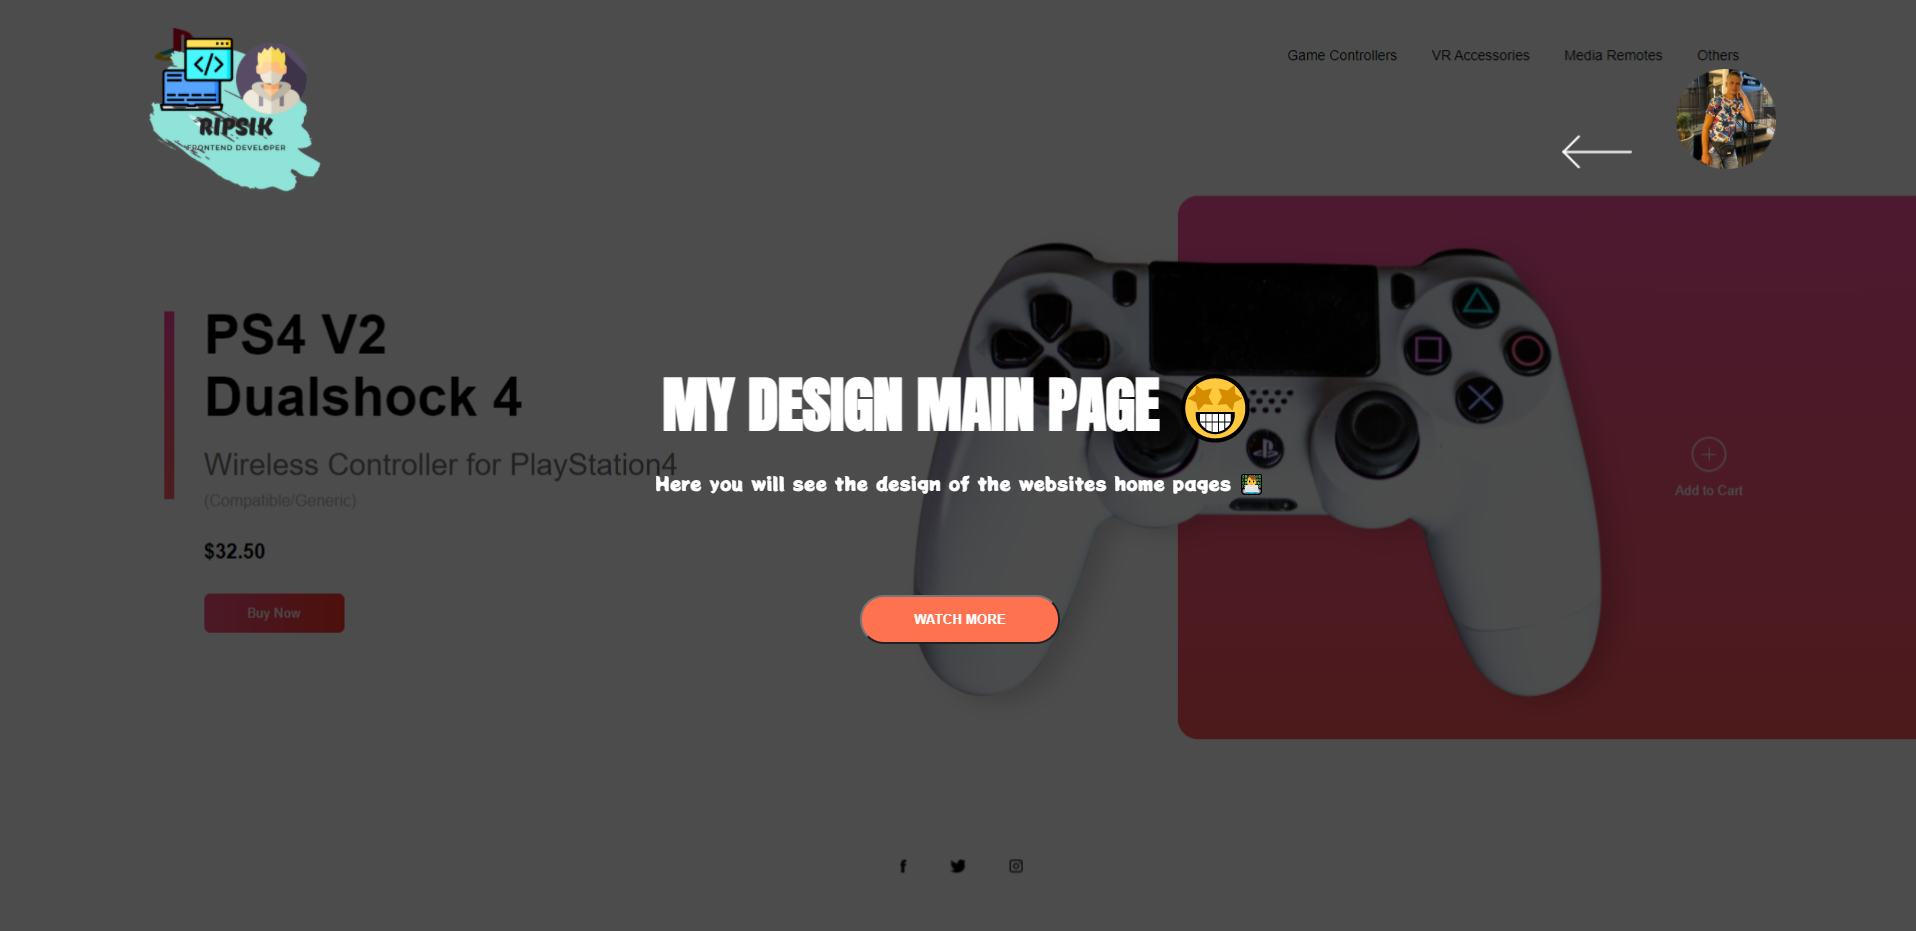 Game Controllers VR Accessories Media Remotes Others
</>
RIPSIK
FRONTEND DEVELOPER
PS4 V2
Dualshock 4
MY DESIGN MAIN PAGE 🤩
Wireless Controller for PlayStation4
Here you will see the design of the websites home pages 🧑‍💻
(Compatible/Generic)
Add to Cart
$32.50
Buy Now
WATCH MORE